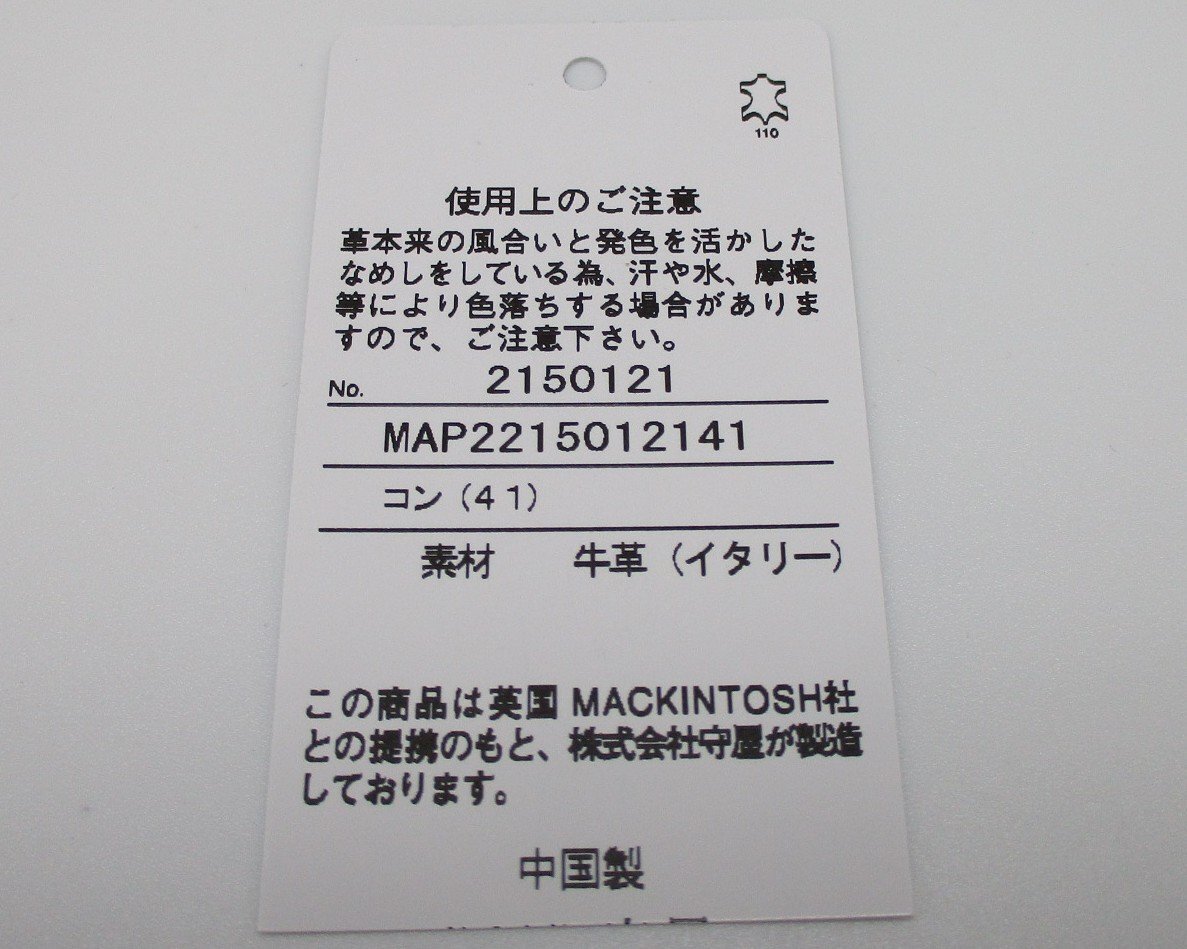 110
使用上のご注意
革本来の風合いと発色を活かした
なめしをしている為、汗や水、摩擦
等により色落ちする場合がありま
すので、ご注意下さい。
No. 2150121
MAP2215012141
コン（41）
素材 牛革（イタリー）
この商品は英国 MACKINTOSH社
との提携のもと、株式会社守屋が製造
しております。
中国製